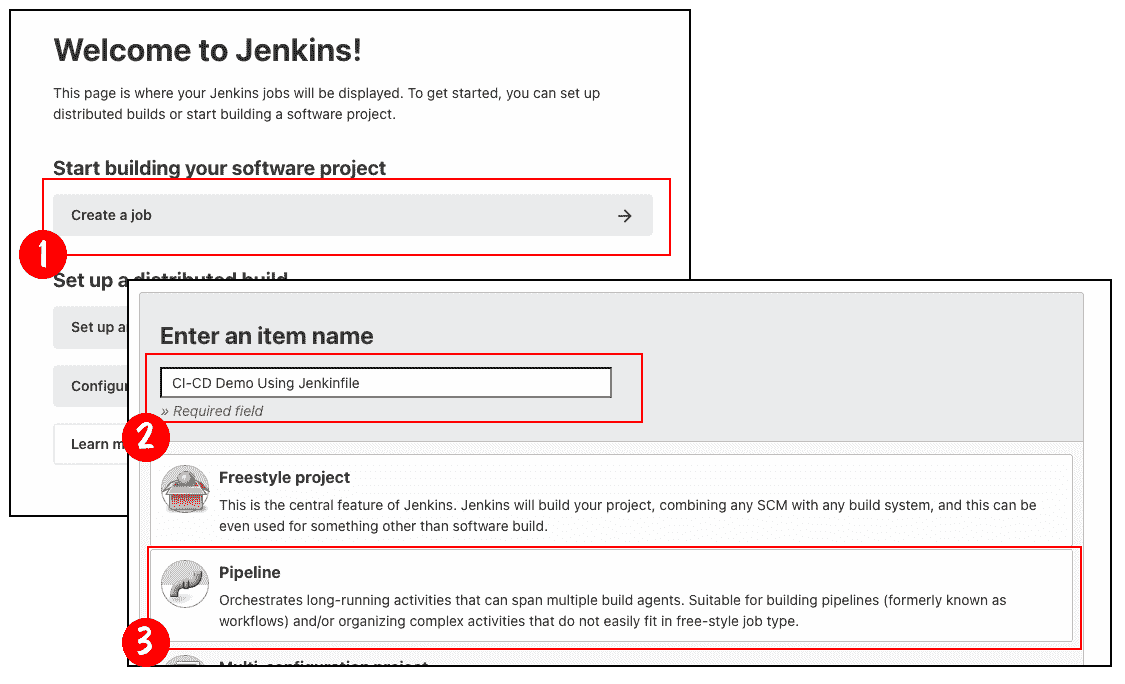 Welcome to Jenkins!
This page is where your Jenkins jobs will be displayed. To get started, you can set up
distributed builds or start building a software project.
Start building your software project
Create a job
1
Set up a distributed build
Set up a
Configu
Learn m
Enter an item name
CI-CD Demo Using Jenkinfile
» Required field
2
Freestyle project
This is the central feature of Jenkins. Jenkins will build your project, combining any SCM with any build system, and this can be
even used for something other than software build.
Pipeline
Orchestrates long-running activities that can span multiple build agents. Suitable for building pipelines (formerly known as
workflows) and/or organizing complex activities that do not easily fit in free-style job type.
3
Multi-configuration project